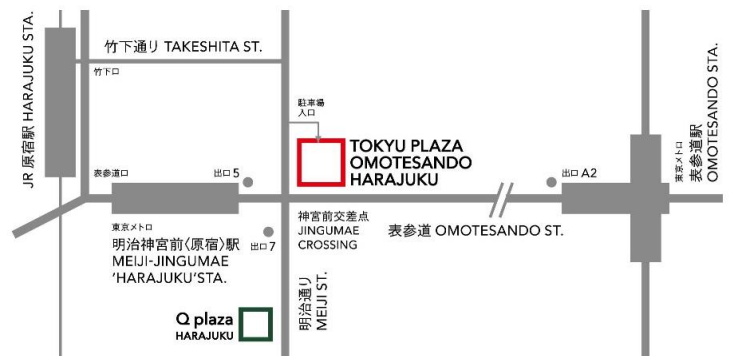 竹下通り TAKESHITA ST.
竹下口
JR 原宿駅 HARAJUKU STA.
駐車場
入口
TOKYU PLAZA
OMOTESANDO
HARAJUKU
東京メトロ
表参道駅
OMOTESANDO STA.
表参道口
出口 5
出口 A2
東京メトロ
明治神宮前〈原宿〉駅
MEIJI-JINGUMAE
‘HARAJUKU’STA.
出口 7
神宮前交差点
JINGUMAE
CROSSING
表参道 OMOTESANDO ST.
明治通り
MEIJI ST.
Q plaza
HARAJUKU